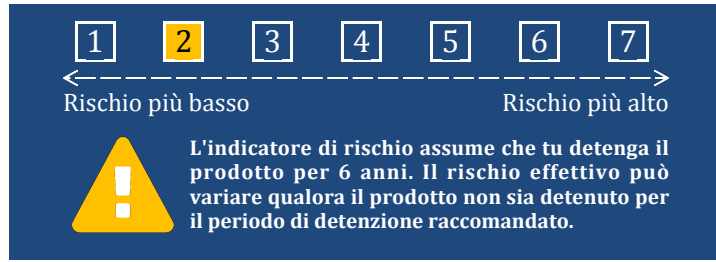 1 2 3 4 5 6 7
Rischio più basso Rischio più alto
L'indicatore di rischio assume che tu detenga il
prodotto per 6 anni. Il rischio effettivo può
variare qualora il prodotto non sia detenuto per
il periodo di detenzione raccomandato.